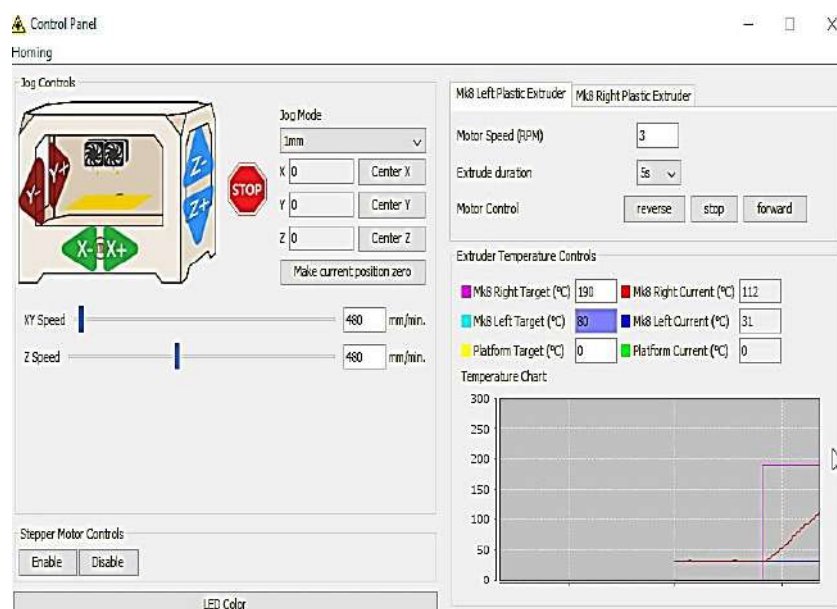 Control Panel
Homing
Jog Controls
Y-
Y+
Z-
Z+
X-
X+
STOP
Jog Mode
1mm
X 0 Center X
Y 0 Center Y
Z 0 Center Z
Make current position zero
XY Speed 480 mm/min.
Z Speed 480 mm/min.
Stepper Motor Controls
Enable Disable
LED Color
Mk8 Left Plastic Extruder Mk8 Right Plastic Extruder
Motor Speed (RPM) 3
Extrude duration 5s
Motor Control reverse stop forward
Extruder Temperature Controls
Mk8 Right Target (°C) 190 Mk8 Right Current (°C) 112
Mk8 Left Target (°C) 80 Mk8 Left Current (°C) 31
Platform Target (°C) 0 Platform Current (°C) 0
Temperature Chart
300
250
200
150
100
50
0